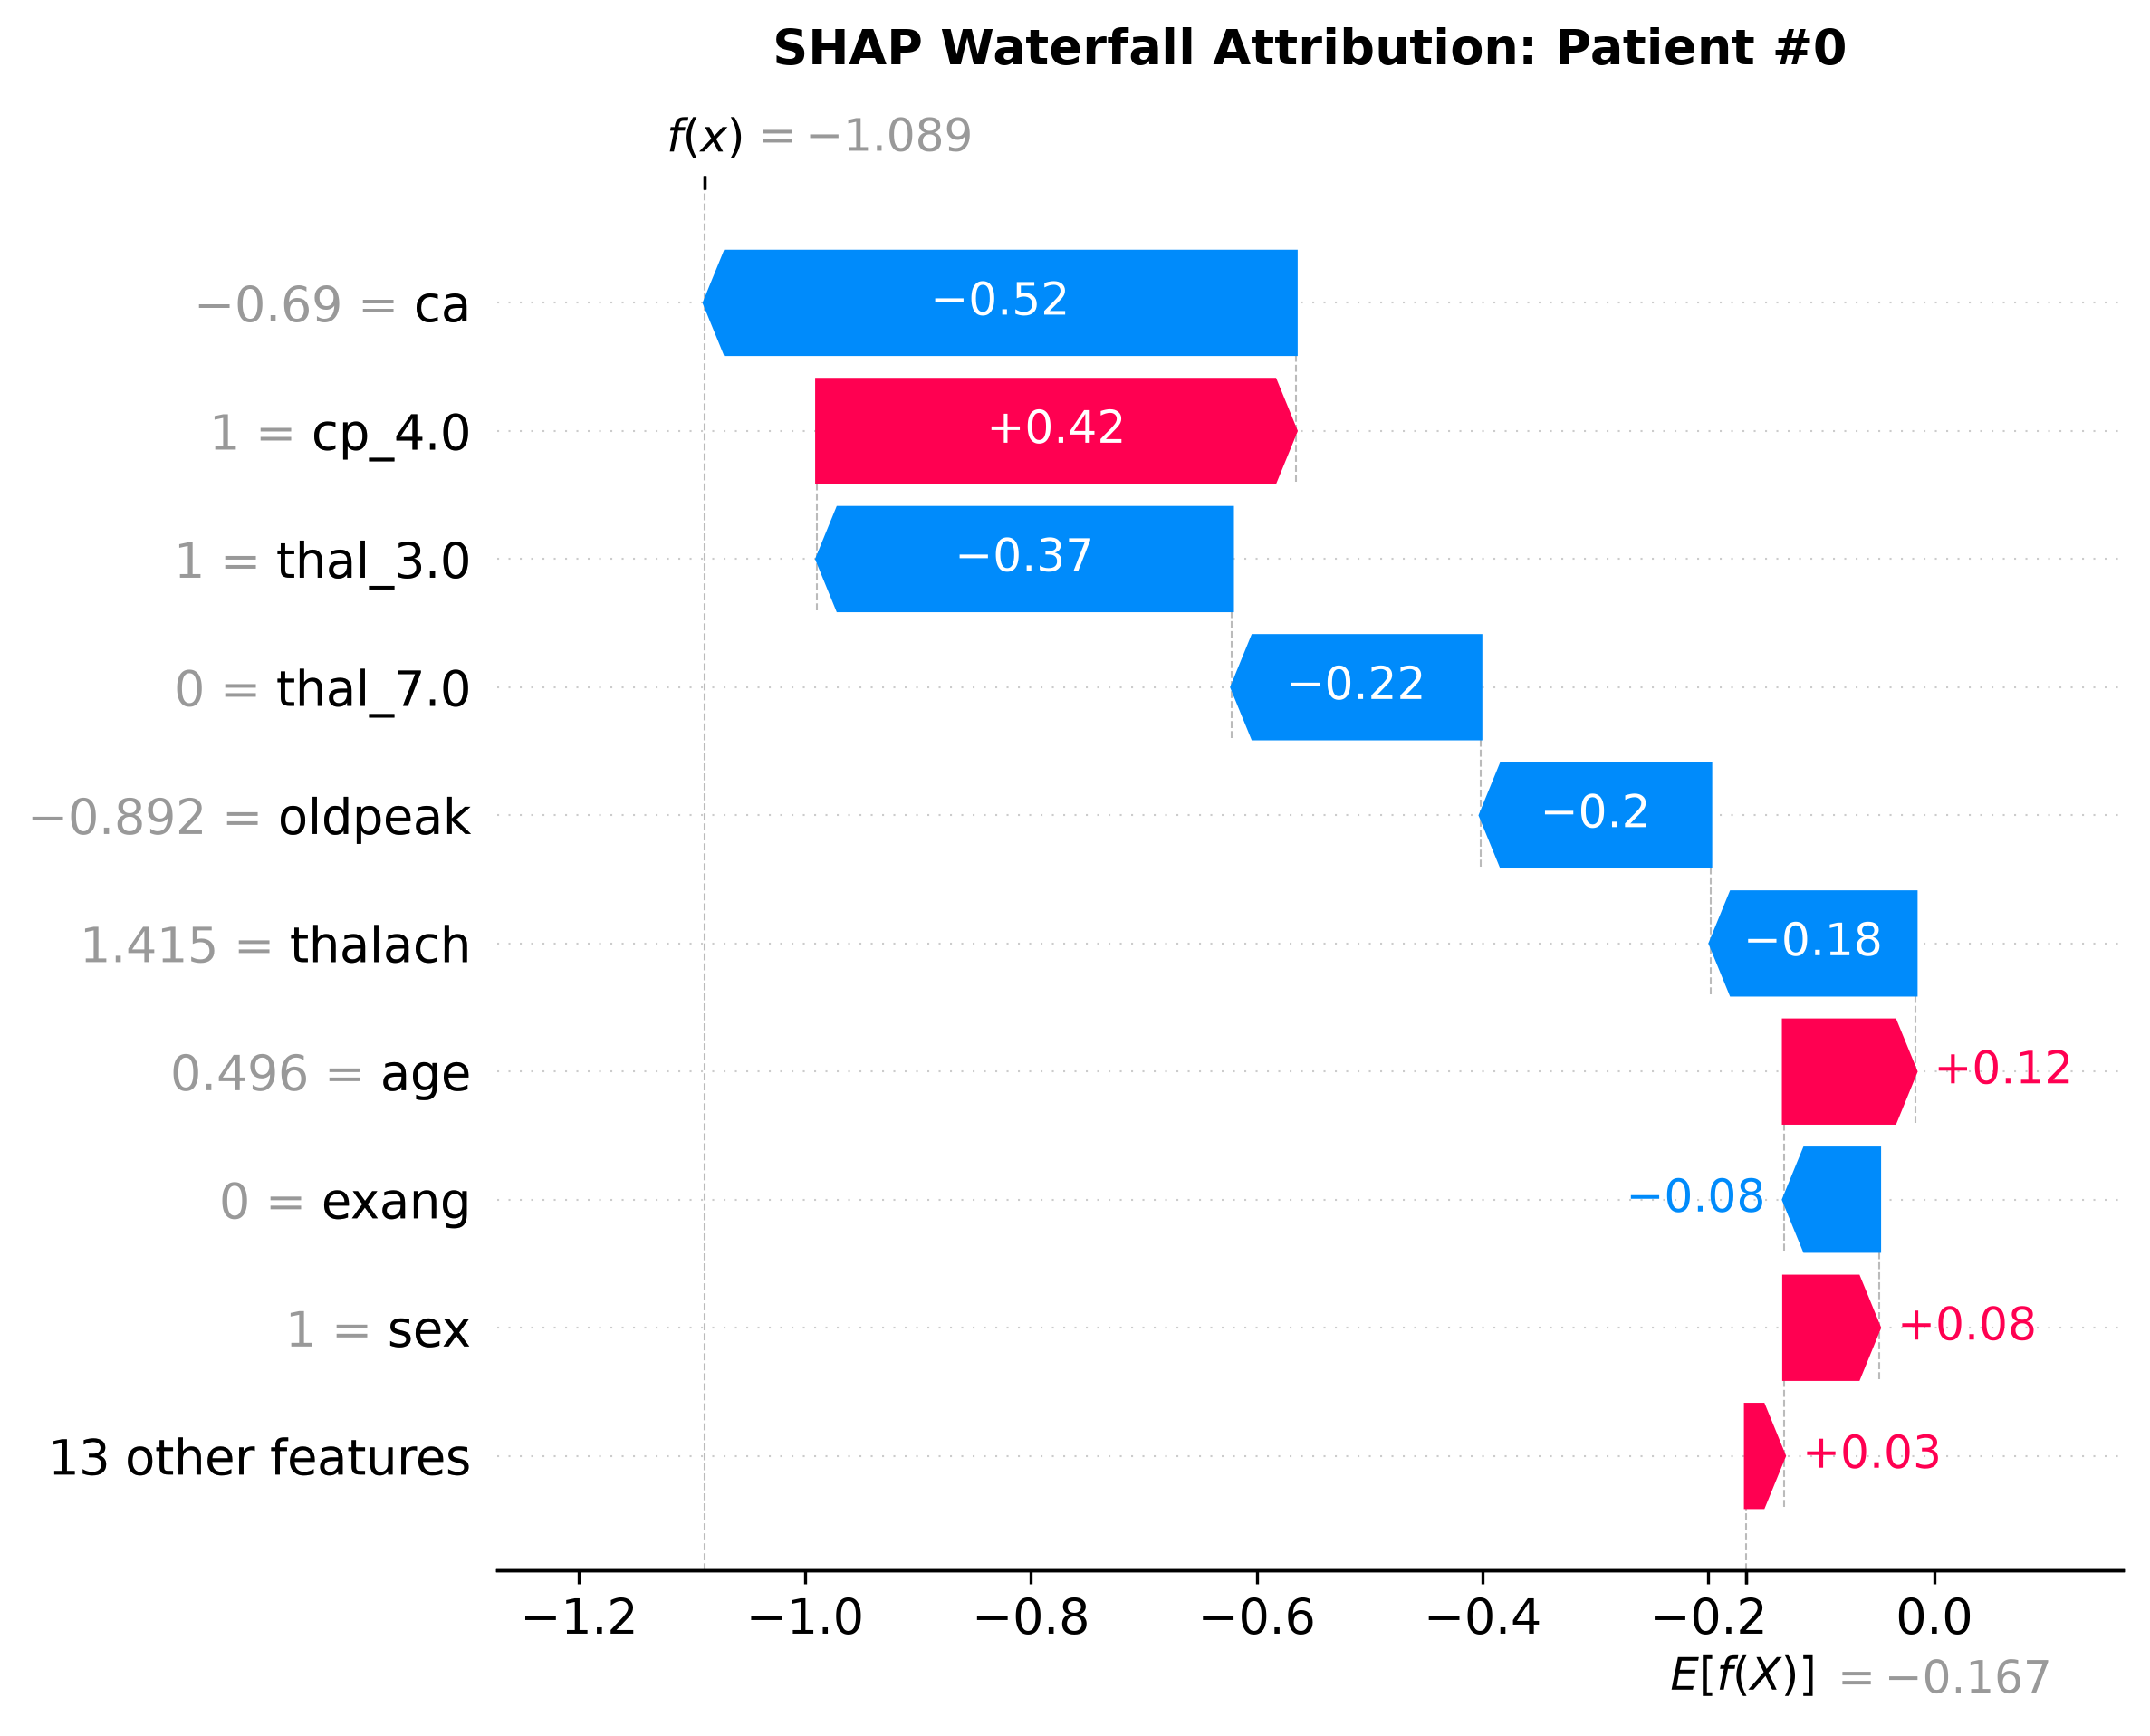 SHAP Waterfall Attribution: Patient #0
f(x) = −1.089
−0.69 = ca
−0.52
1 = cp_4.0
+0.42
1 = thal_3.0
−0.37
0 = thal_7.0
−0.22
−0.892 = oldpeak
−0.2
1.415 = thalach
−0.18
0.496 = age
+0.12
0 = exang
−0.08
1 = sex
+0.08
13 other features
+0.03
−1.2 −1.0 −0.8 −0.6 −0.4 −0.2 0.0
E[f(X)] = −0.167